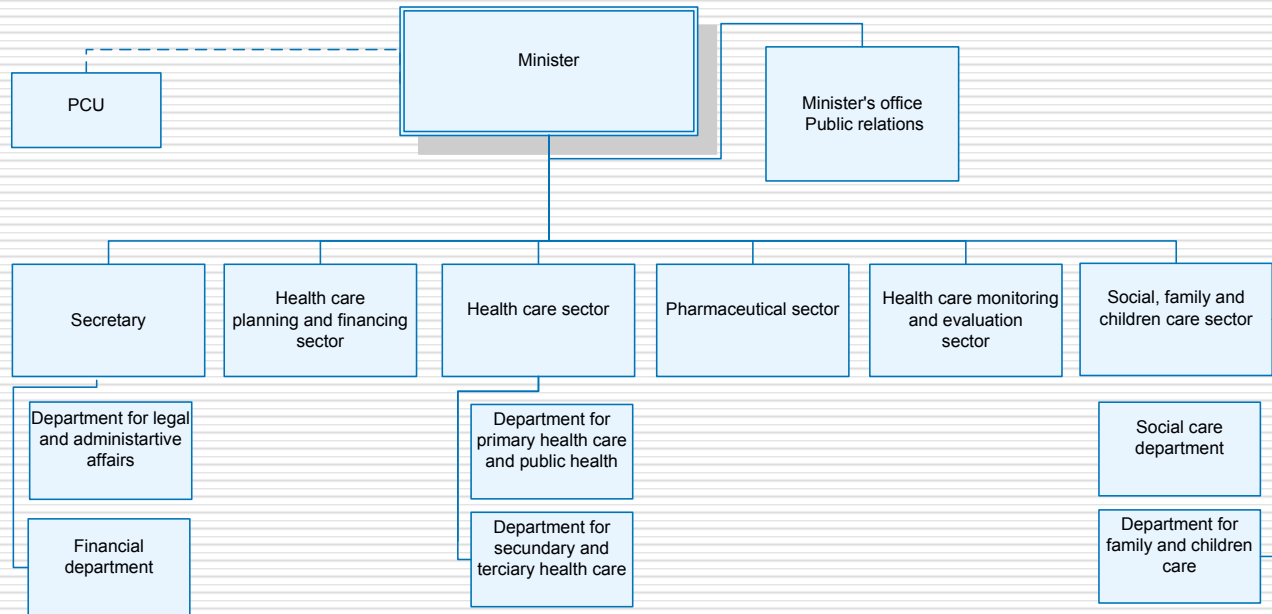 Minister
PCU
Minister's office
Public relations
Secretary
Health care
planning and financing
sector
Health care sector
Pharmaceutical sector
Health care monitoring
and evaluation
sector
Social, family and
children care sector
Department for legal
and administartive
affairs
Financial
department
Department for
primary health care
and public health
Department for
secundary and
terciary health care
Social care
department
Department for
family and children
care